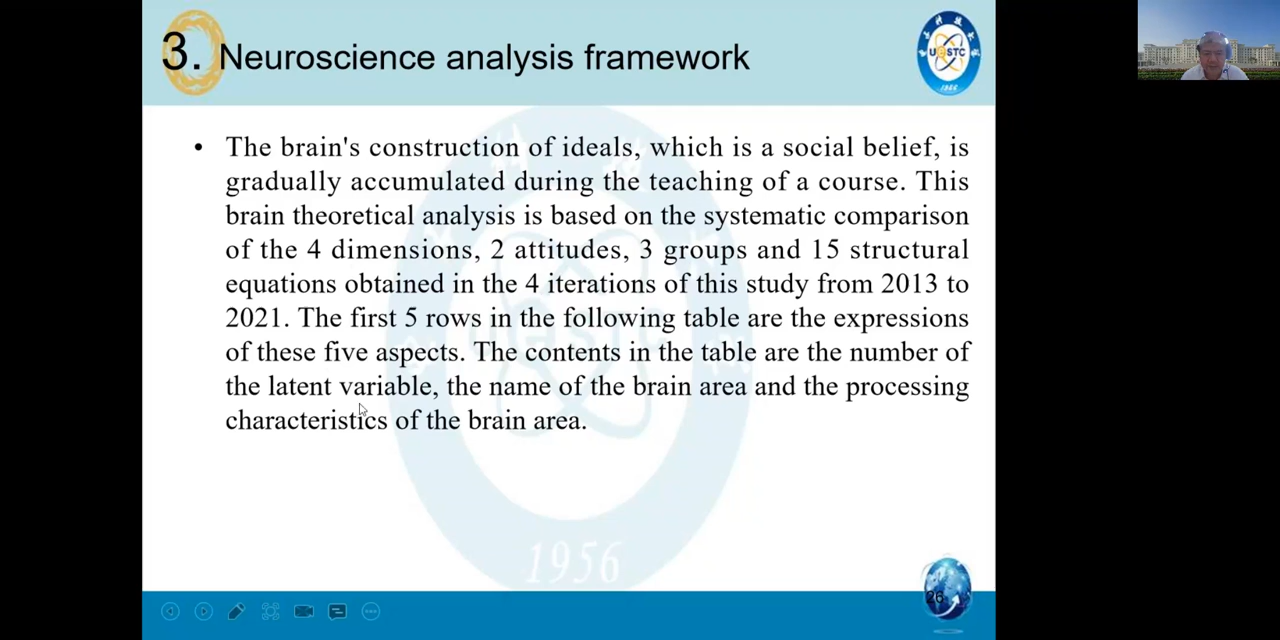 3. Neuroscience analysis framework
UESTC
1956
• The brain's construction of ideals, which is a social belief, is
gradually accumulated during the teaching of a course. This
brain theoretical analysis is based on the systematic comparison
of the 4 dimensions, 2 attitudes, 3 groups and 15 structural
equations obtained in the 4 iterations of this study from 2013 to
2021. The first 5 rows in the following table are the expressions
of these five aspects. The contents in the table are the number of
the latent variable, the name of the brain area and the processing
characteristics of the brain area.
1956
26